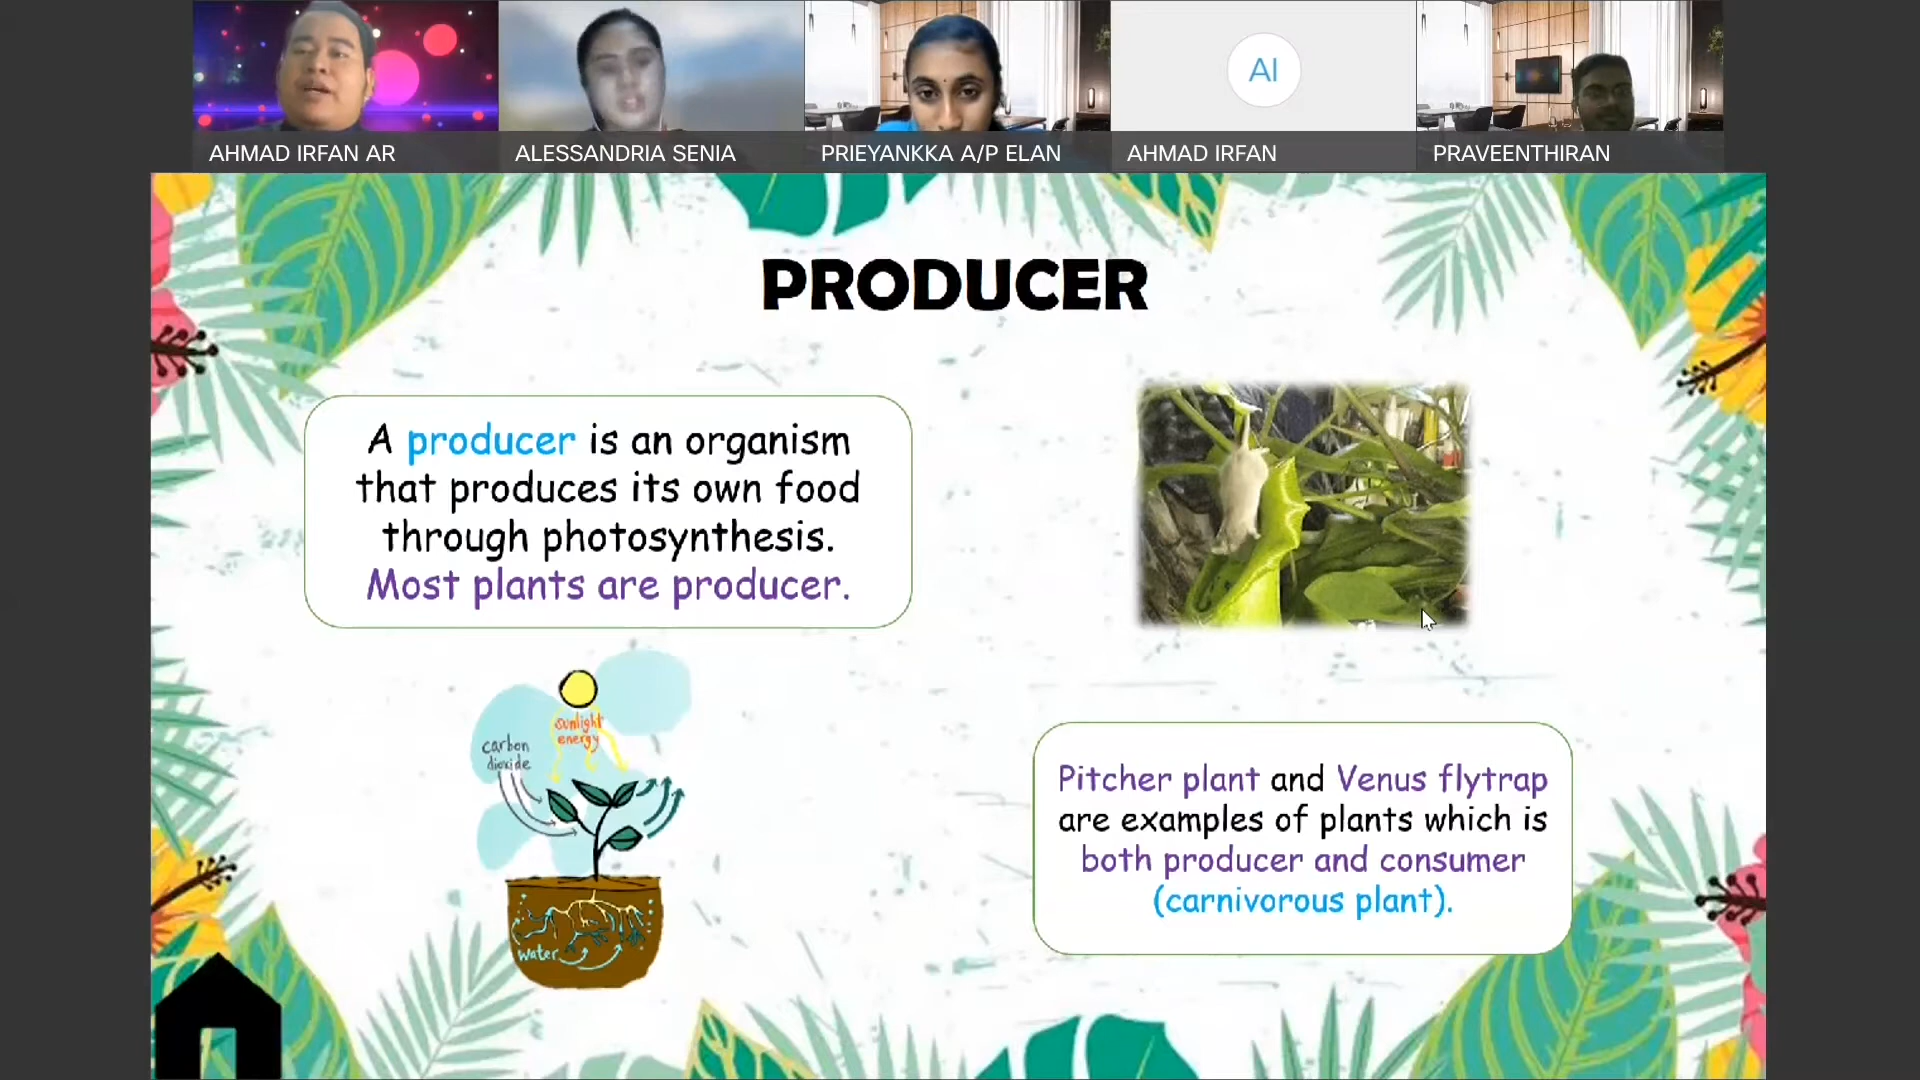 AHMAD IRFAN AR
ALESSANDRIA SENIA
PRIEYANKKA A/P ELAN
AI
AHMAD IRFAN
PRAVEENTHIRAN
PRODUCER
A producer is an organism
that produces its own food
through photosynthesis.
Most plants are producer.
sunlight
energy
carbon
dioxide
water
Pitcher plant and Venus flytrap
are examples of plants which is
both producer and consumer
(carnivorous plant).